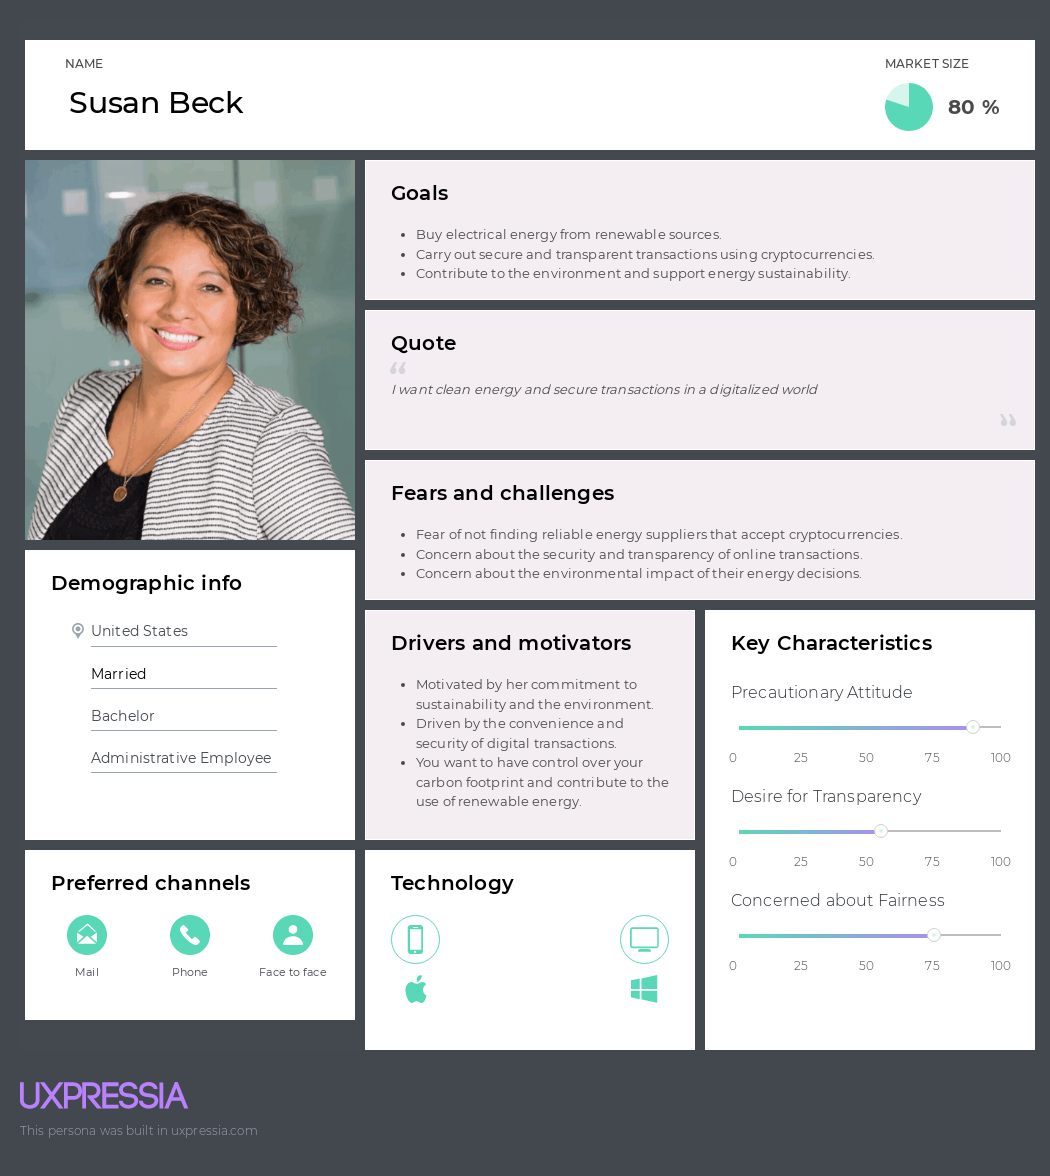 NAME
Susan Beck
MARKET SIZE
80 %
Goals
Buy electrical energy from renewable sources.
Carry out secure and transparent transactions using cryptocurrencies.
Contribute to the environment and support energy sustainability.
Quote
“
I want clean energy and secure transactions in a digitalized world
”
Fears and challenges
Fear of not finding reliable energy suppliers that accept cryptocurrencies.
Concern about the security and transparency of online transactions.
Concern about the environmental impact of their energy decisions.
Demographic info
United States
Married
Bachelor
Administrative Employee
Drivers and motivators
Motivated by her commitment to
sustainability and the environment.
Driven by the convenience and
security of digital transactions.
You want to have control over your
carbon footprint and contribute to the
use of renewable energy.
Key Characteristics
Precautionary Attitude
0 25 50 75 100
Desire for Transparency
0 25 50 75 100
Concerned about Fairness
0 25 50 75 100
Preferred channels
Mail
Phone
Face to face
Technology
UXPRESSIA
This persona was built in uxpressia.com